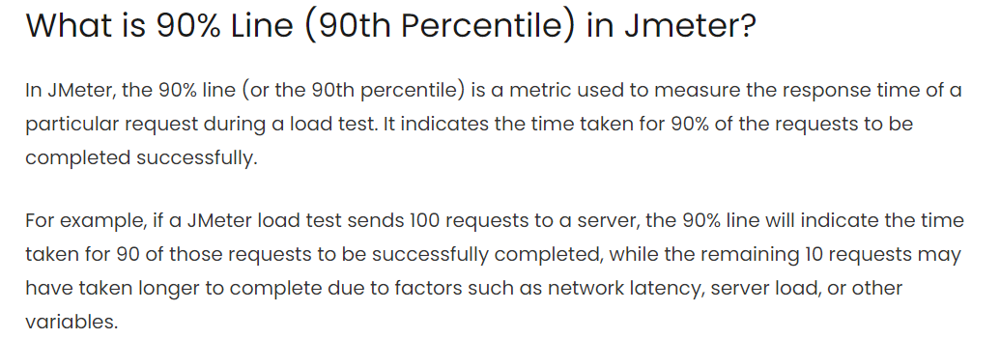 What is 90% Line (90th Percentile) in Jmeter?
In JMeter, the 90% line (or the 90th percentile) is a metric used to measure the response time of a
particular request during a load test. It indicates the time taken for 90% of the requests to be
completed successfully.
For example, if a JMeter load test sends 100 requests to a server, the 90% line will indicate the time
taken for 90 of those requests to be successfully completed, while the remaining 10 requests may
have taken longer to complete due to factors such as network latency, server load, or other
variables.